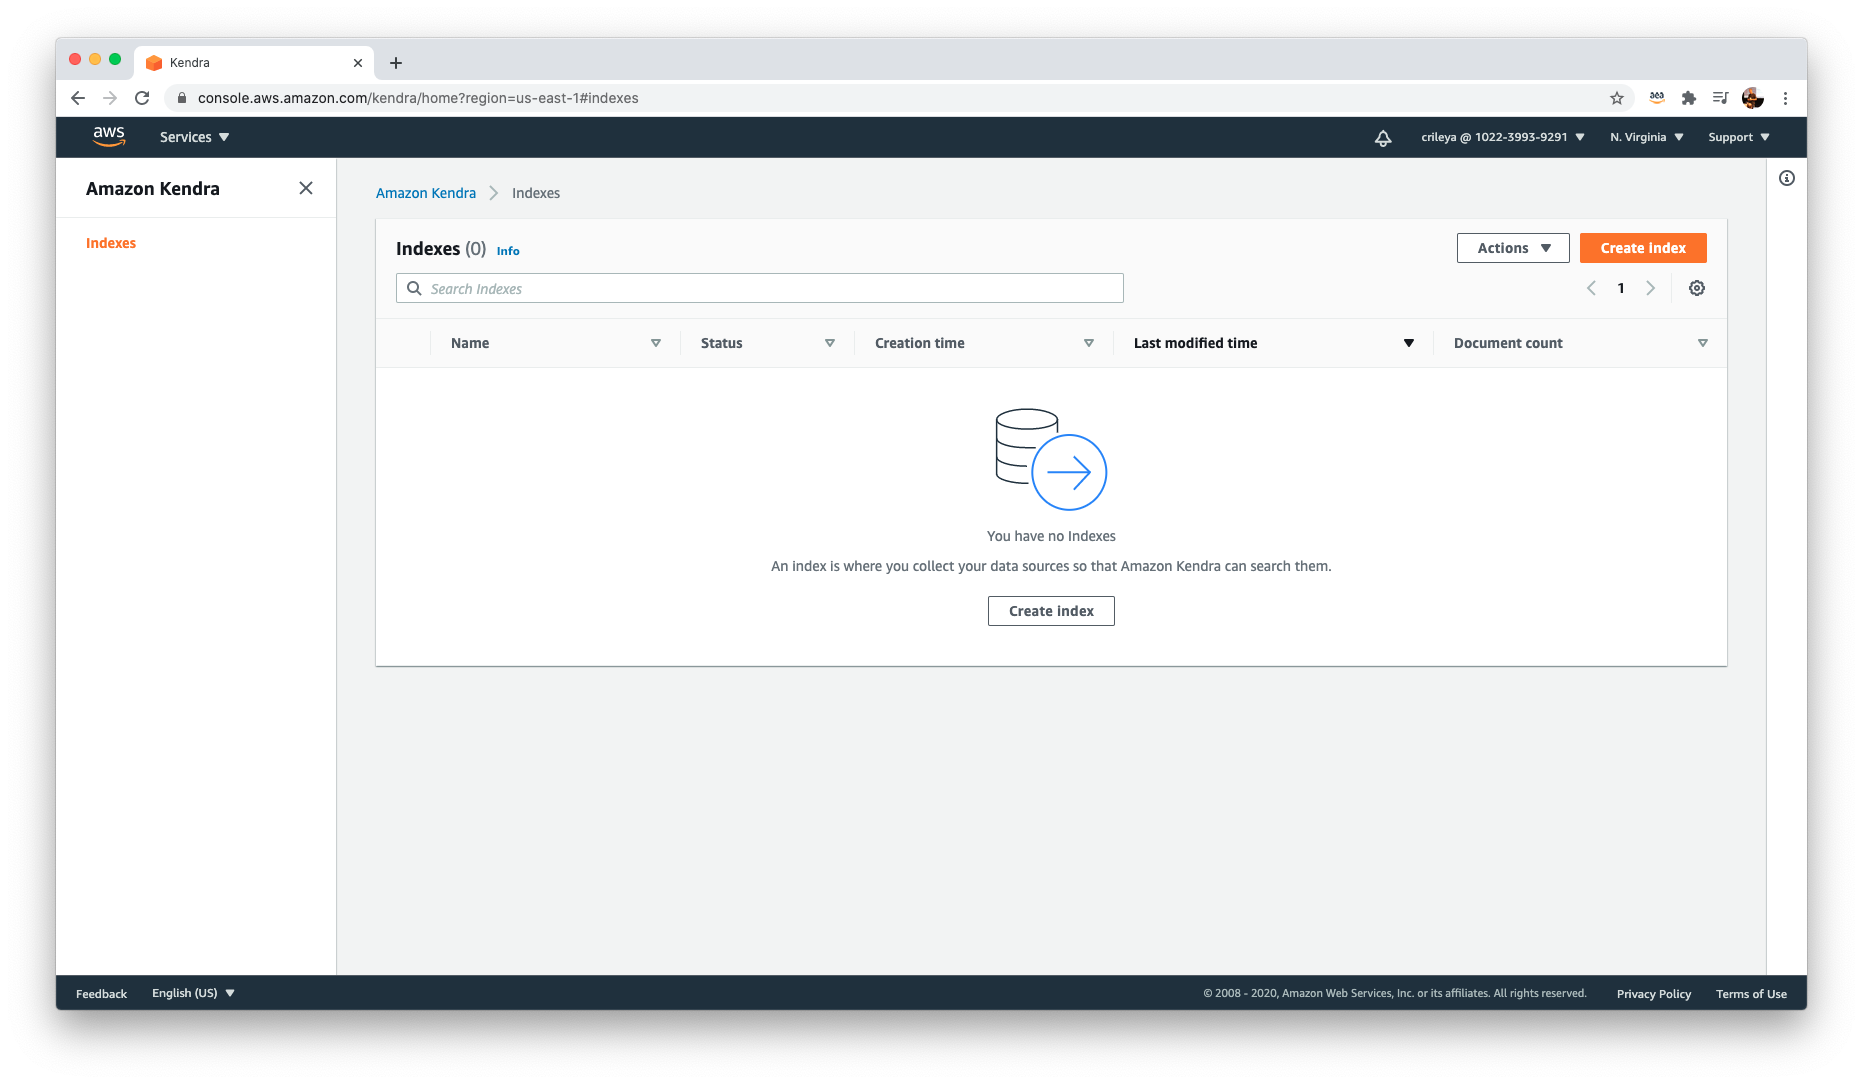 Kendra
console.aws.amazon.com/kendra/home?region=us-east-1#indexes
aws Services crileya @ 1022-3993-9291 N. Virginia Support
Amazon Kendra
Indexes
Amazon Kendra Indexes
Indexes (0) Info Actions Create index
Search Indexes 1
Name Status Creation time Last modified time Document count
You have no Indexes
An index is where you collect your data sources so that Amazon Kendra can search them.
Create index
Feedback English (US) © 2008 - 2020, Amazon Web Services, Inc. or its affiliates. All rights reserved. Privacy Policy Terms of Use